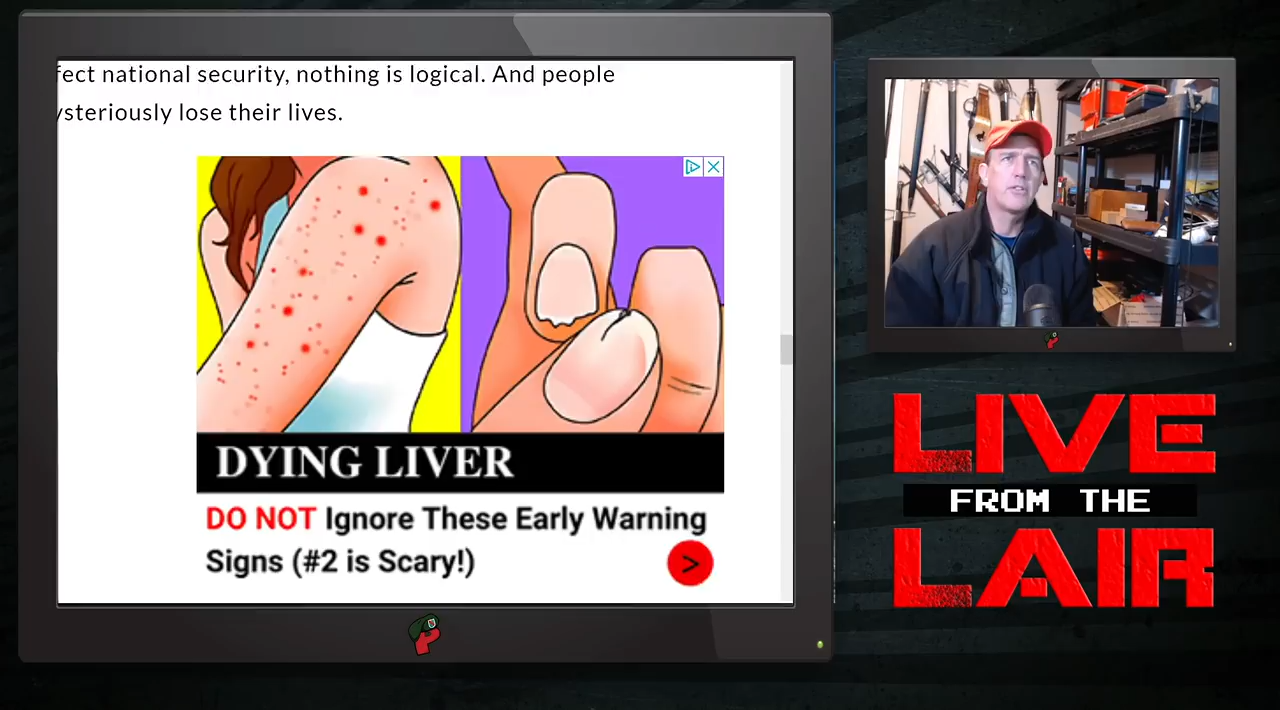 fect national security, nothing is logical. And people
ysteriously lose their lives.
DYING LIVER
DO NOT Ignore These Early Warning
Signs (#2 is Scary!)
>
LIVE
FROM THE
LAIR